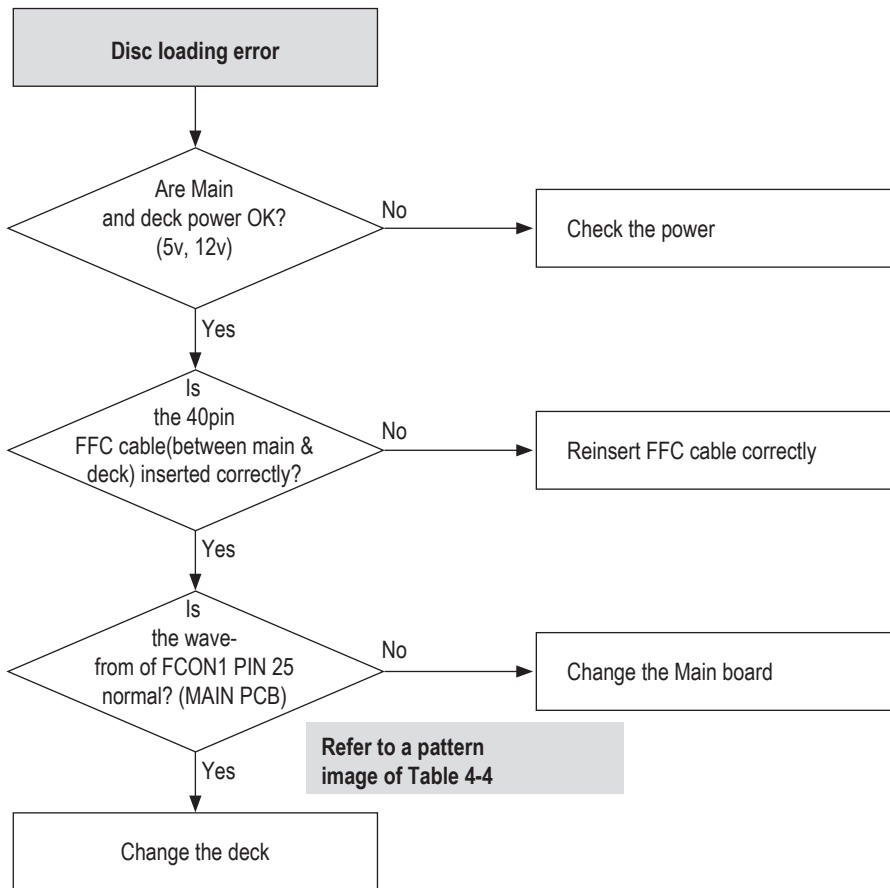 Disc loading error
Are Main
and deck power OK?
(5v, 12v)
No
Check the power
Yes
Is
the 40pin
FFC cable(between main &
deck) inserted correctly?
No
Reinsert FFC cable correctly
Yes
Is
the wave-
from of FCON1 PIN 25
normal? (MAIN PCB)
No
Change the Main board
Refer to a pattern
image of Table 4-4
Yes
Change the deck